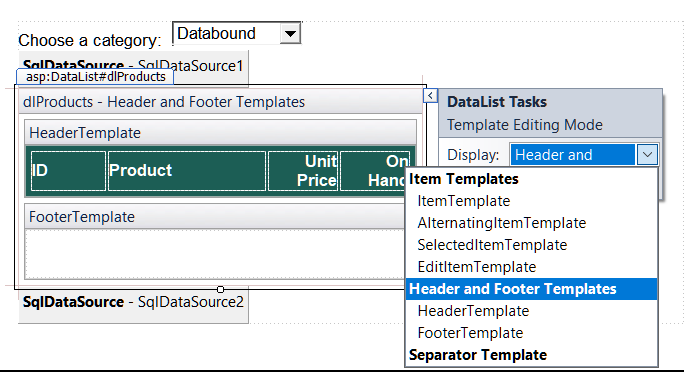 Choose a category: Databound
SqlDataSource - SqlDataSource1
asp:DataList#dlProducts
dlProducts - Header and Footer Templates
HeaderTemplate
ID Product Unit Price On Hand
FooterTemplate
SqlDataSource - SqlDataSource2
DataList Tasks
Template Editing Mode
Display: Header and
Item Templates
ItemTemplate
AlternatingItemTemplate
SelectedItemTemplate
EditItemTemplate
Header and Footer Templates
HeaderTemplate
FooterTemplate
Separator Template